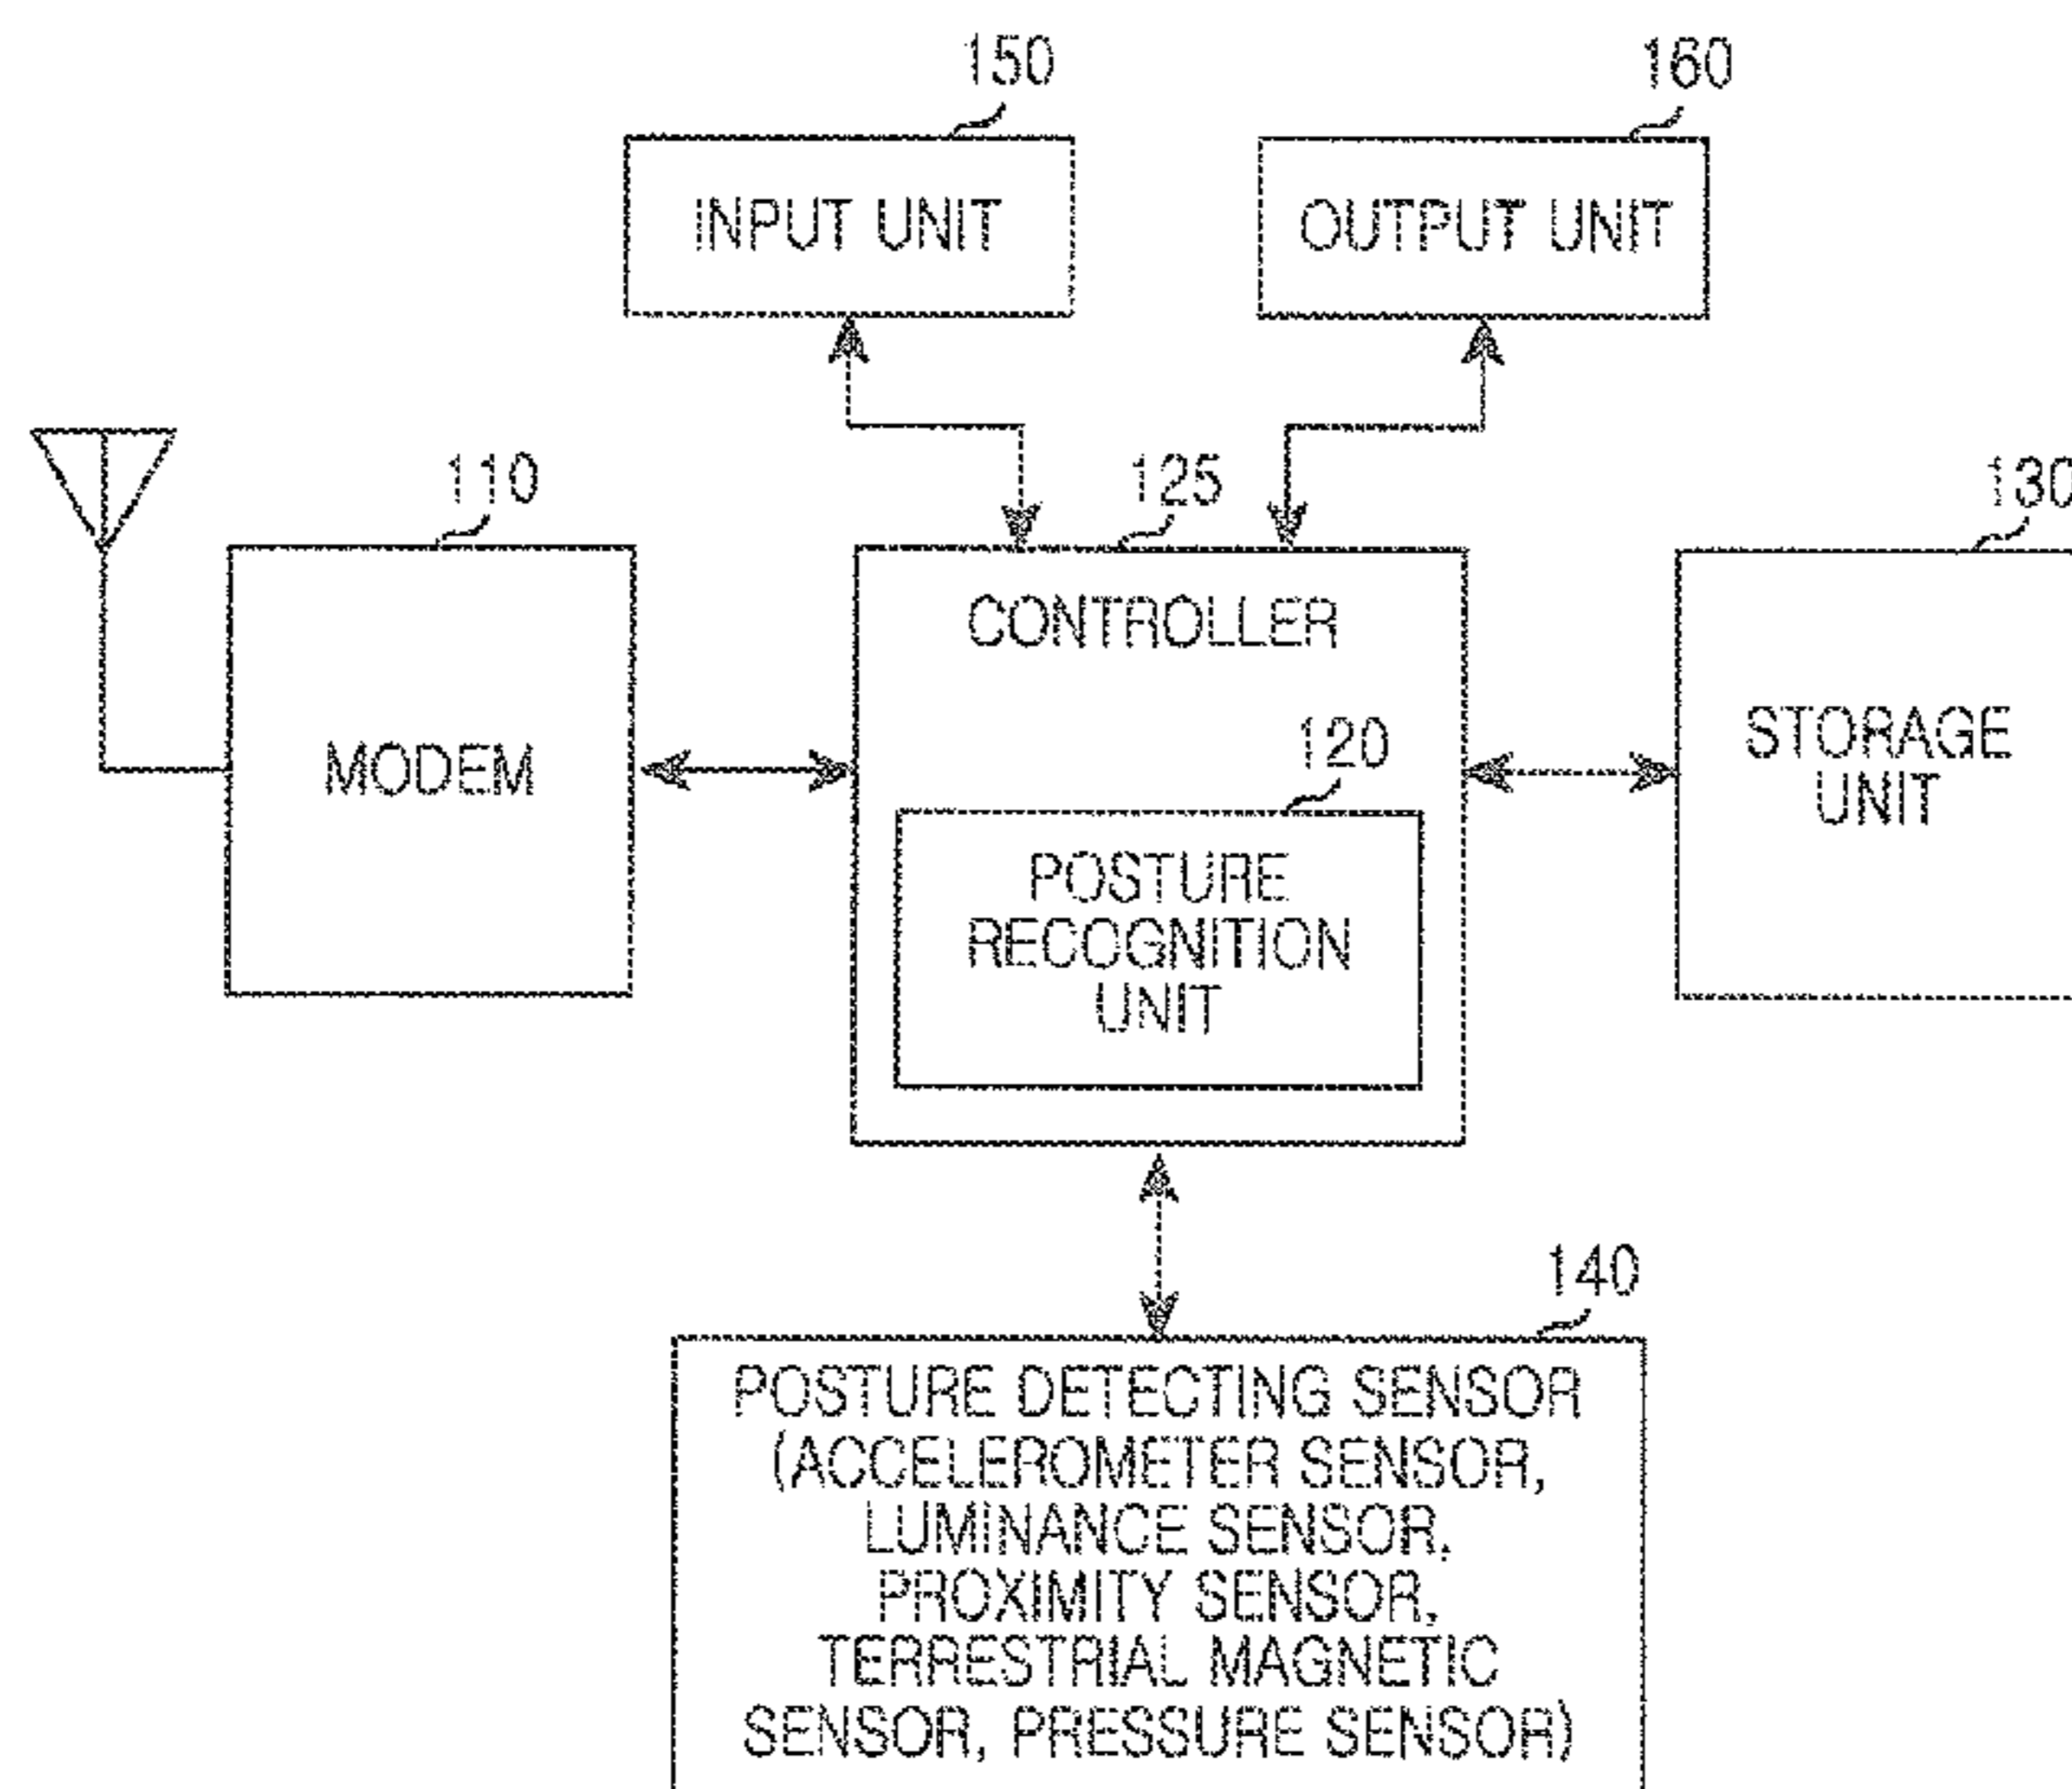 150
160
INPUT UNIT
OUTPUT UNIT
110
125
130
CONTROLLER
MODEM
120
STORAGE
UNIT
POSTURE
RECOGNITION
UNIT
140
POSTURE DETECTING SENSOR
(ACCELEROMETER SENSOR,
LUMINANCE SENSOR,
PROXIMITY SENSOR,
TERRESTRIAL MAGNETIC
SENSOR, PRESSURE SENSOR)